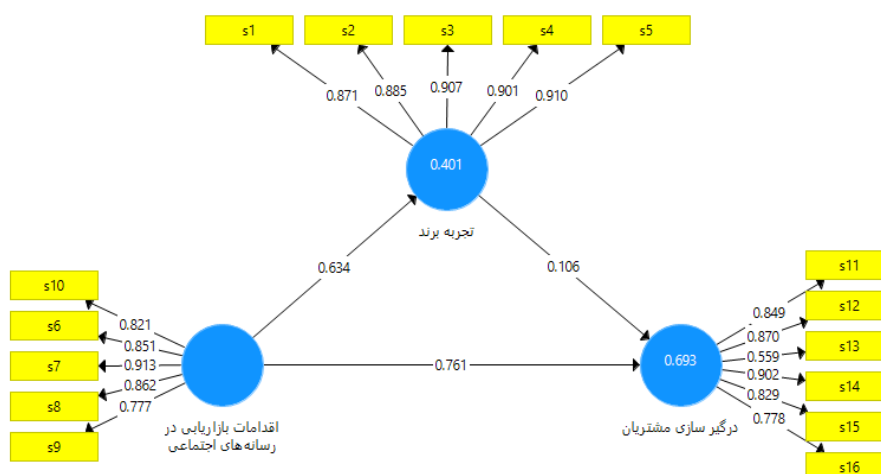 s1
s2
s3
s4
s5
0.871
0.885
0.907
0.901
0.910
0.401
تجربه برند
0.634
0.106
s10
s6
s7
s8
s9
0.821
0.851
0.913
0.862
0.777
اقدامات بازاریابی در
رسانه‌های اجتماعی
0.761
0.693
درگیر سازی مشتریان
0.849
0.870
0.559
0.902
0.829
0.778
s11
s12
s13
s14
s15
s16